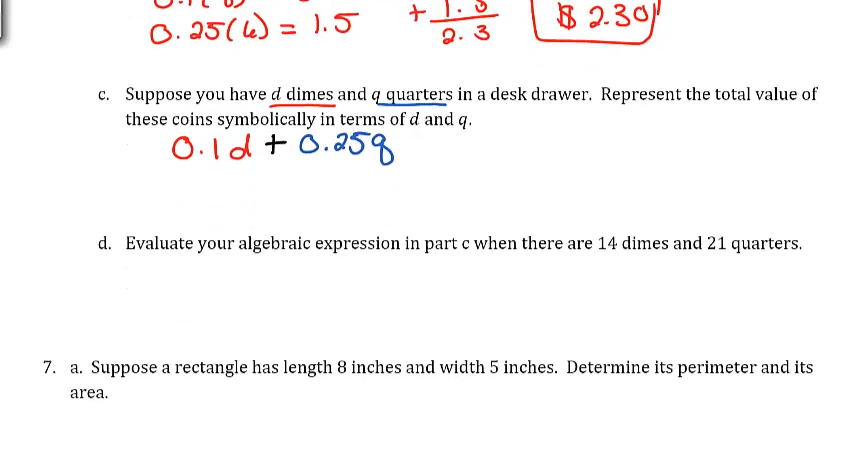 0.25(6) = 1.5
+ 1.5
2.3
$ 2.30
c. Suppose you have d dimes and q quarters in a desk drawer. Represent the total value of
these coins symbolically in terms of d and q.
0.1d + 0.25q
d. Evaluate your algebraic expression in part c when there are 14 dimes and 21 quarters.
7. a. Suppose a rectangle has length 8 inches and width 5 inches. Determine its perimeter and its
area.